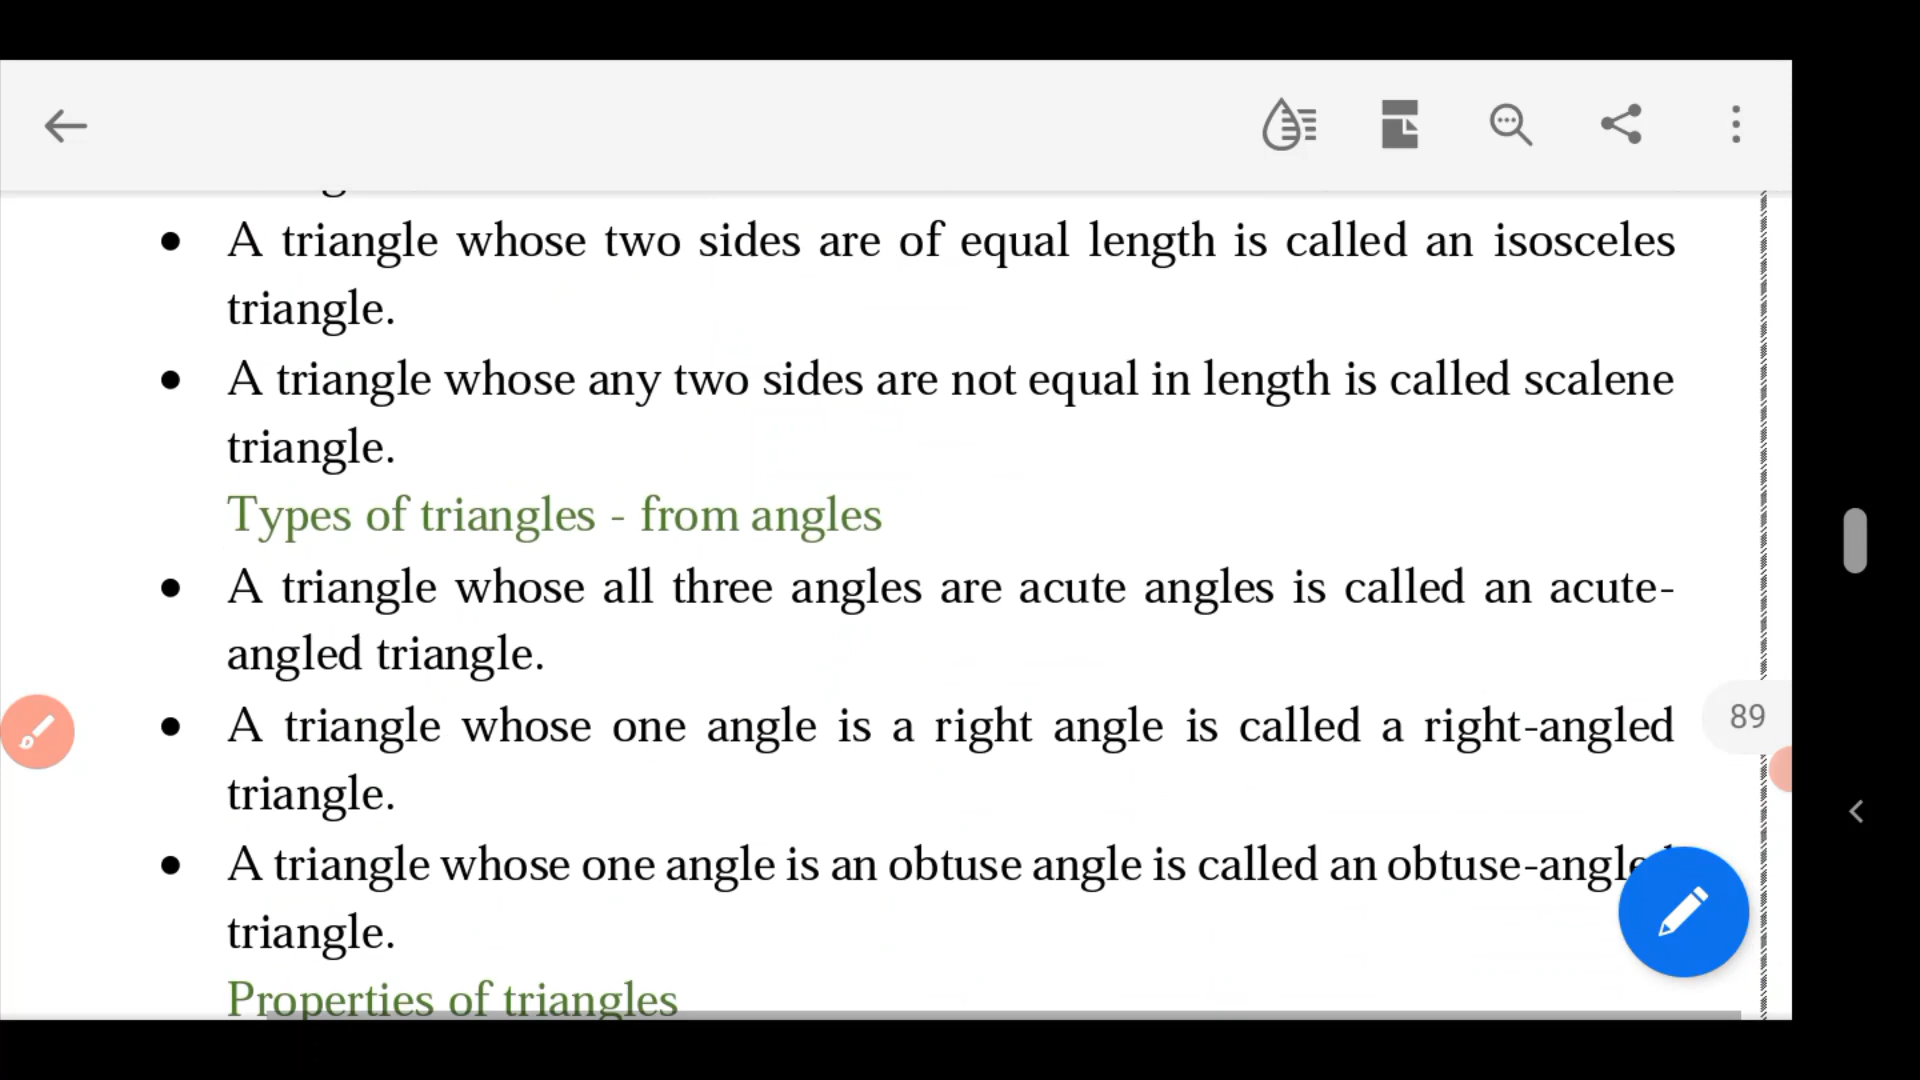 A triangle whose two sides are of equal length is called an isosceles
triangle.
A triangle whose any two sides are not equal in length is called scalene
triangle.
Types of triangles - from angles
A triangle whose all three angles are acute angles is called an acute-
angled triangle.
A triangle whose one angle is a right angle is called a right-angled
triangle.
89
A triangle whose one angle is an obtuse angle is called an obtuse-angled
triangle.
Properties of triangles